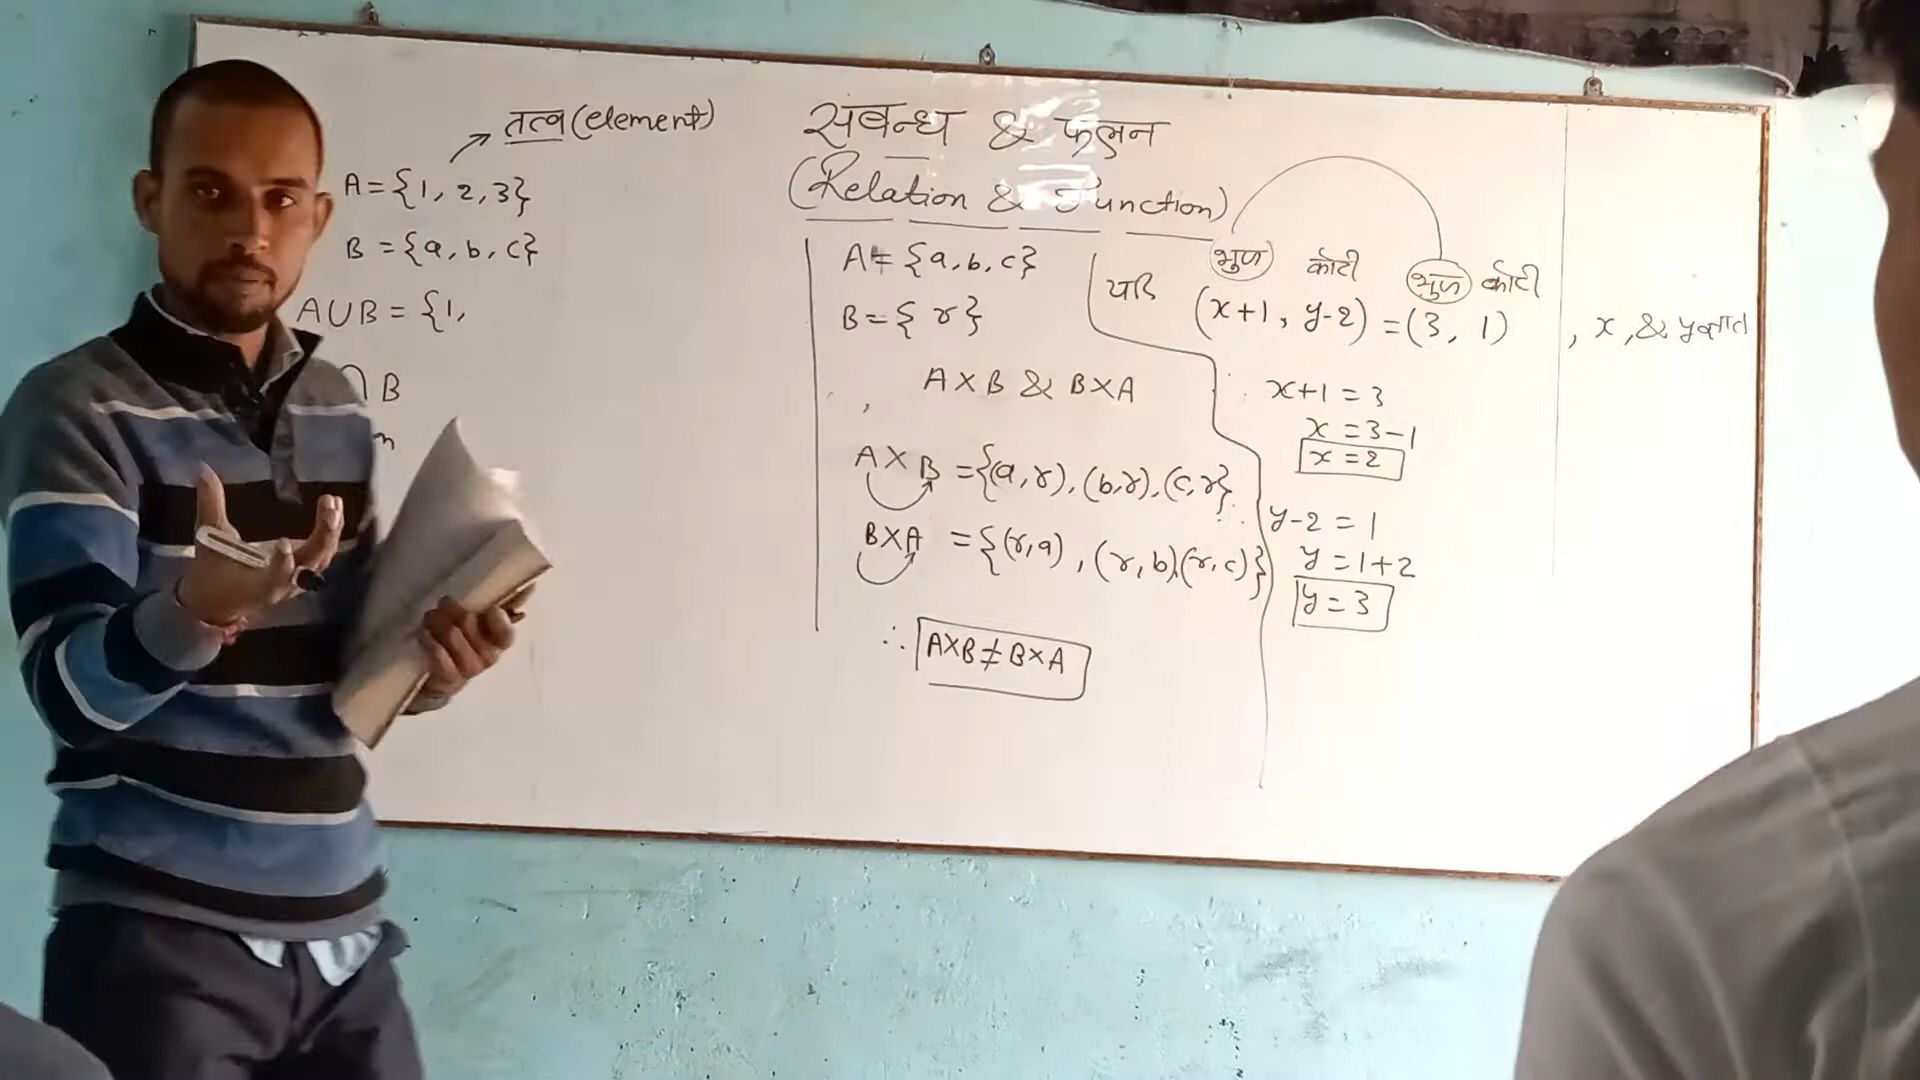 तत्व (element)
A = {1, 2, 3}
B = {a, b, c}
A∪B = {1,
∩ B
संबन्ध & फलन
(Relation & Function)
A = {a, b, c}
B = { r }
, A×B & B×A
A×B = {(a, r), (b, r), (c, r}
B×A = {(r, a) , (r, b), (r, c)}
∴ A×B ≠ B×A
भुज कोटी भुज कोटी
यदि (x+1, y-2) = (3, 1) , x , & y ज्ञात
x+1 = 3
x = 3-1
x = 2
y-2 = 1
y = 1+2
y = 3